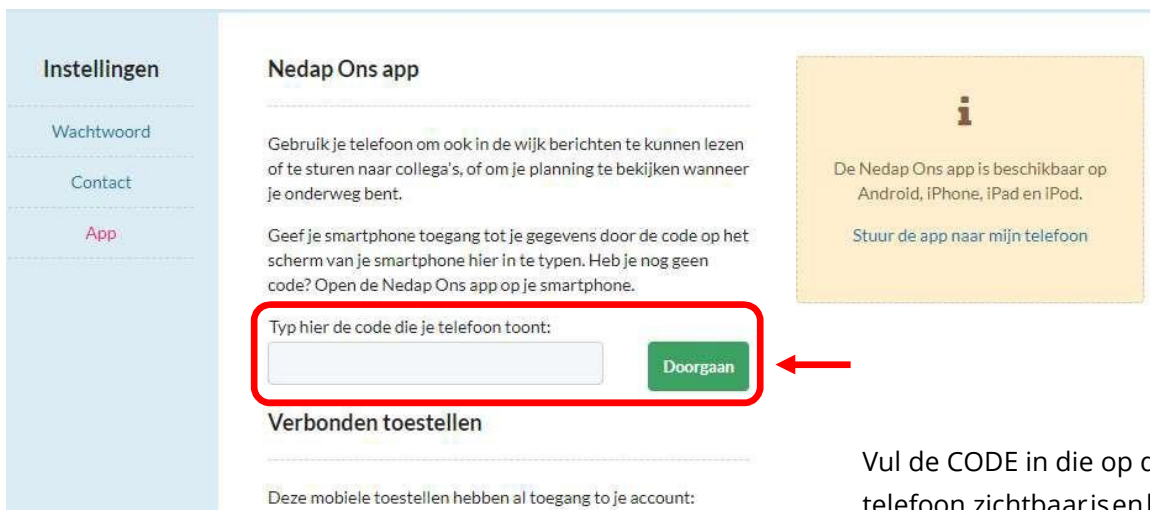 Instellingen
Wachtwoord
Contact
App
Nedap Ons app
Gebruik je telefoon om ook in de wijk berichten te kunnen lezen
of te sturen naar collega's, of om je planning te bekijken wanneer
je onderweg bent.
Geef je smartphone toegang tot je gegevens door de code op het
scherm van je smartphone hier in te typen. Heb je nog geen
code? Open de Nedap Ons app op je smartphone.
Typ hier de code die je telefoon toont:
Doorgaan
Verbonden toestellen
Deze mobiele toestellen hebben al toegang to je account:
i
De Nedap Ons app is beschikbaar op
Android, iPhone, iPad en iPod.
Stuur de app naar mijn telefoon
Vul de CODE in die op
telefoon zichtbaar is en